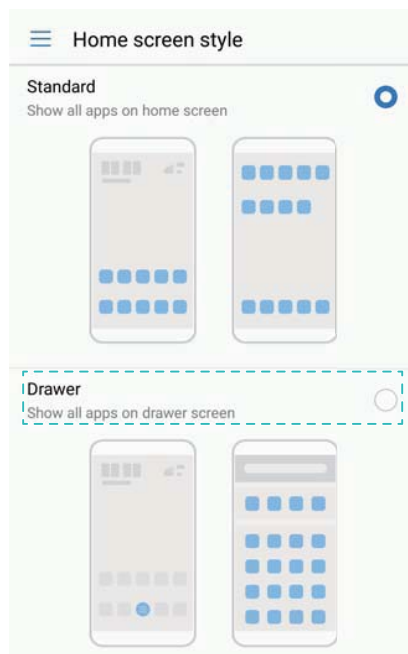 Home screen style
Standard
Show all apps on home screen
Drawer
Show all apps on drawer screen